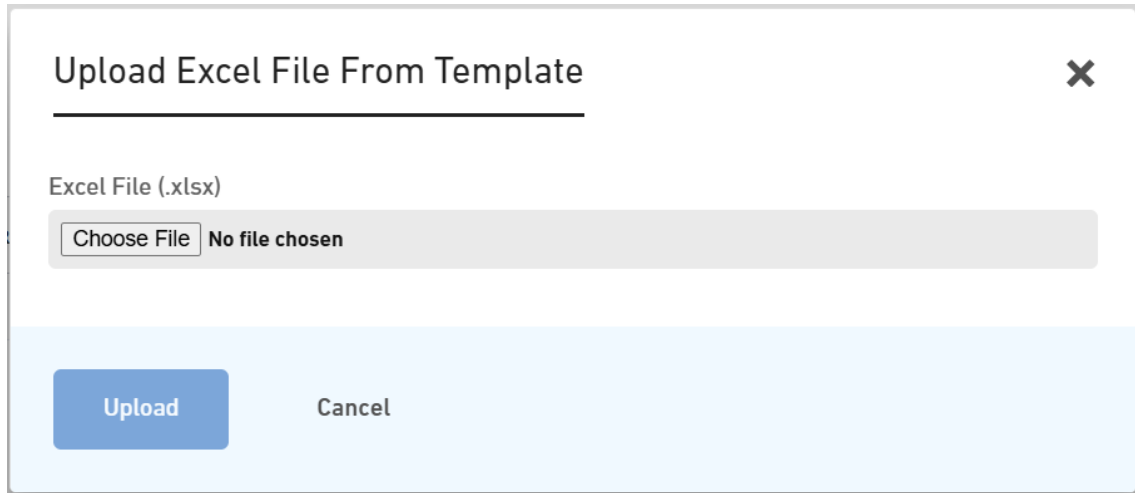 Upload Excel File From Template
Excel File (.xlsx)
Choose File No file chosen
Upload Cancel